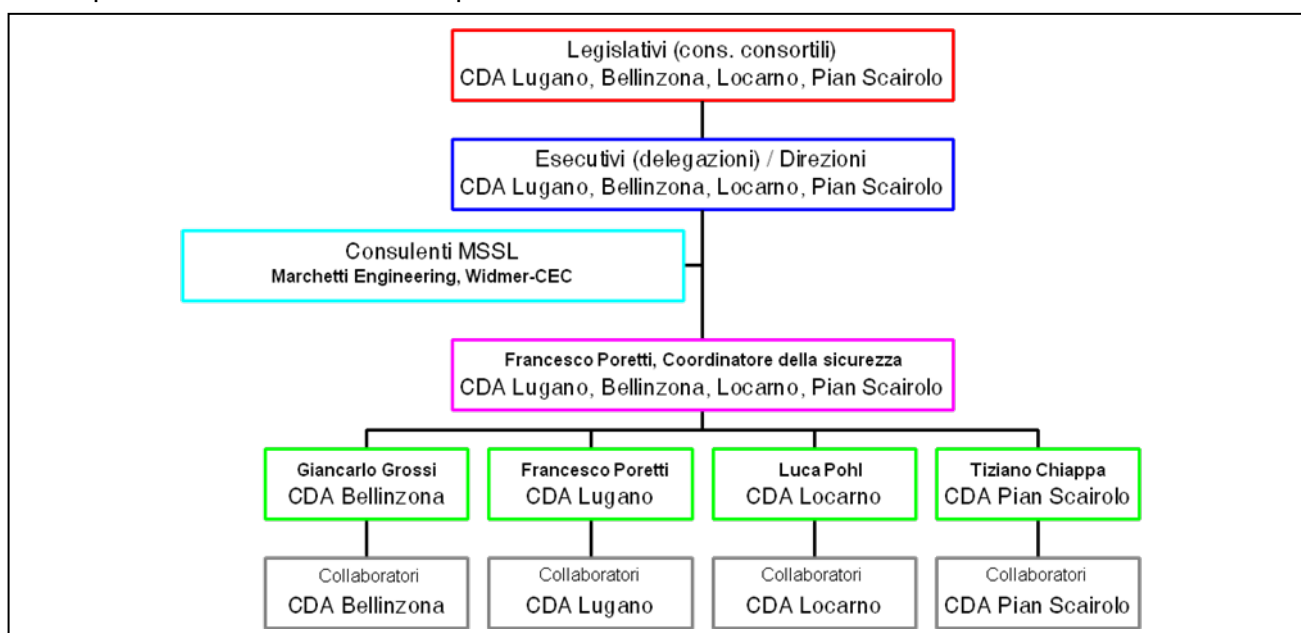 Legislativi (cons. consortili)
CDA Lugano, Bellinzona, Locarno, Pian Scairolo
Esecutivi (delegazioni) / Direzioni
CDA Lugano, Bellinzona, Locarno, Pian Scairolo
Consulenti MSSL
Marchetti Engineering, Widmer-CEC
Francesco Poretti, Coordinatore della sicurezza
CDA Lugano, Bellinzona, Locarno, Pian Scairolo
Giancarlo Grossi
CDA Bellinzona
Francesco Poretti
CDA Lugano
Luca Pohl
CDA Locarno
Tiziano Chiappa
CDA Pian Scairolo
Collaboratori
CDA Bellinzona
Collaboratori
CDA Lugano
Collaboratori
CDA Locarno
Collaboratori
CDA Pian Scairolo